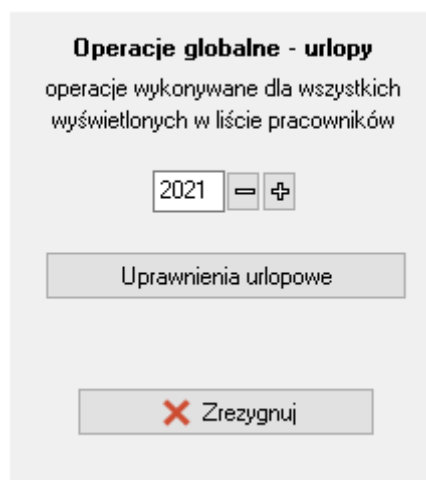 Operacje globalne - urlopy
operacje wykonywane dla wszystkich
wyświetlonych w liście pracowników
2021
Uprawnienia urlopowe
Zrezygnuj